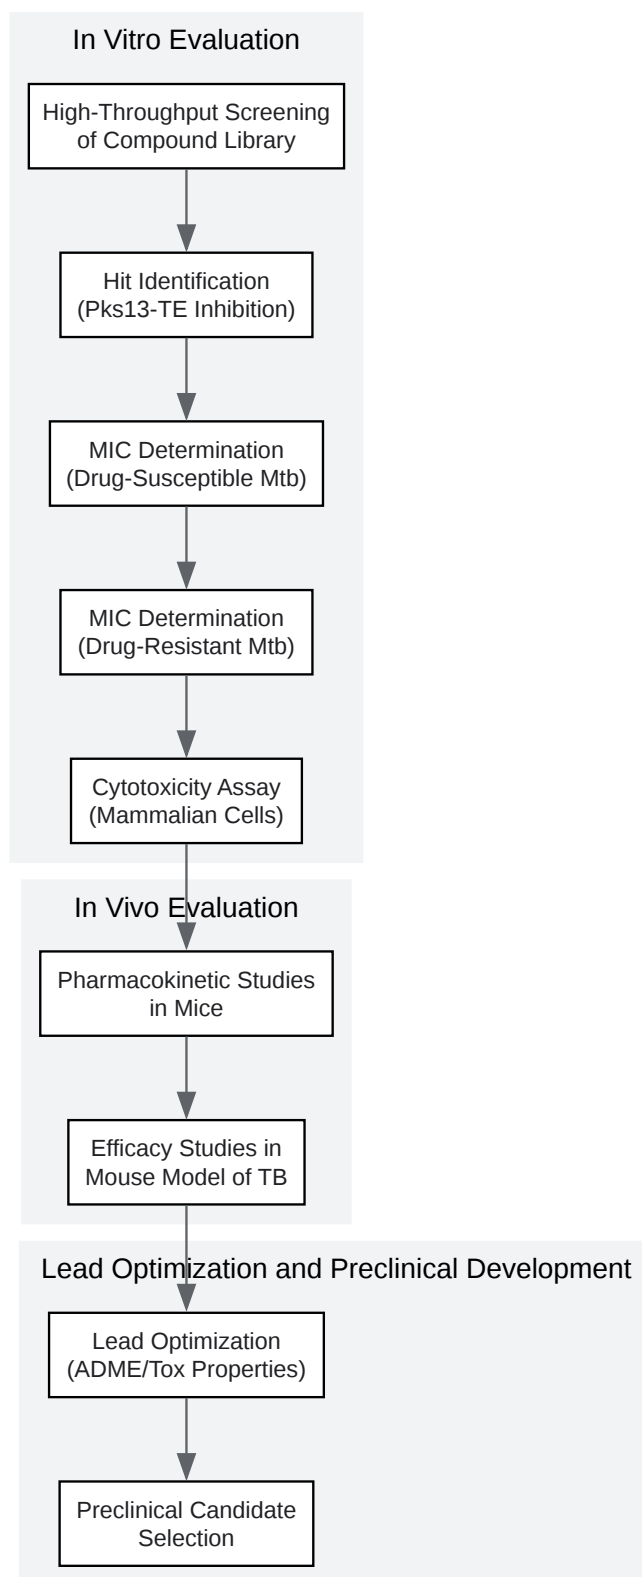 In Vitro Evaluation
High-Throughput Screening
of Compound Library
Hit Identification
(Pks13-TE Inhibition)
MIC Determination
(Drug-Susceptible Mtb)
MIC Determination
(Drug-Resistant Mtb)
Cytotoxicity Assay
(Mammalian Cells)
In Vivo Evaluation
Pharmacokinetic Studies
in Mice
Efficacy Studies in
Mouse Model of TB
Lead Optimization and Preclinical Development
Lead Optimization
(ADME/Tox Properties)
Preclinical Candidate
Selection